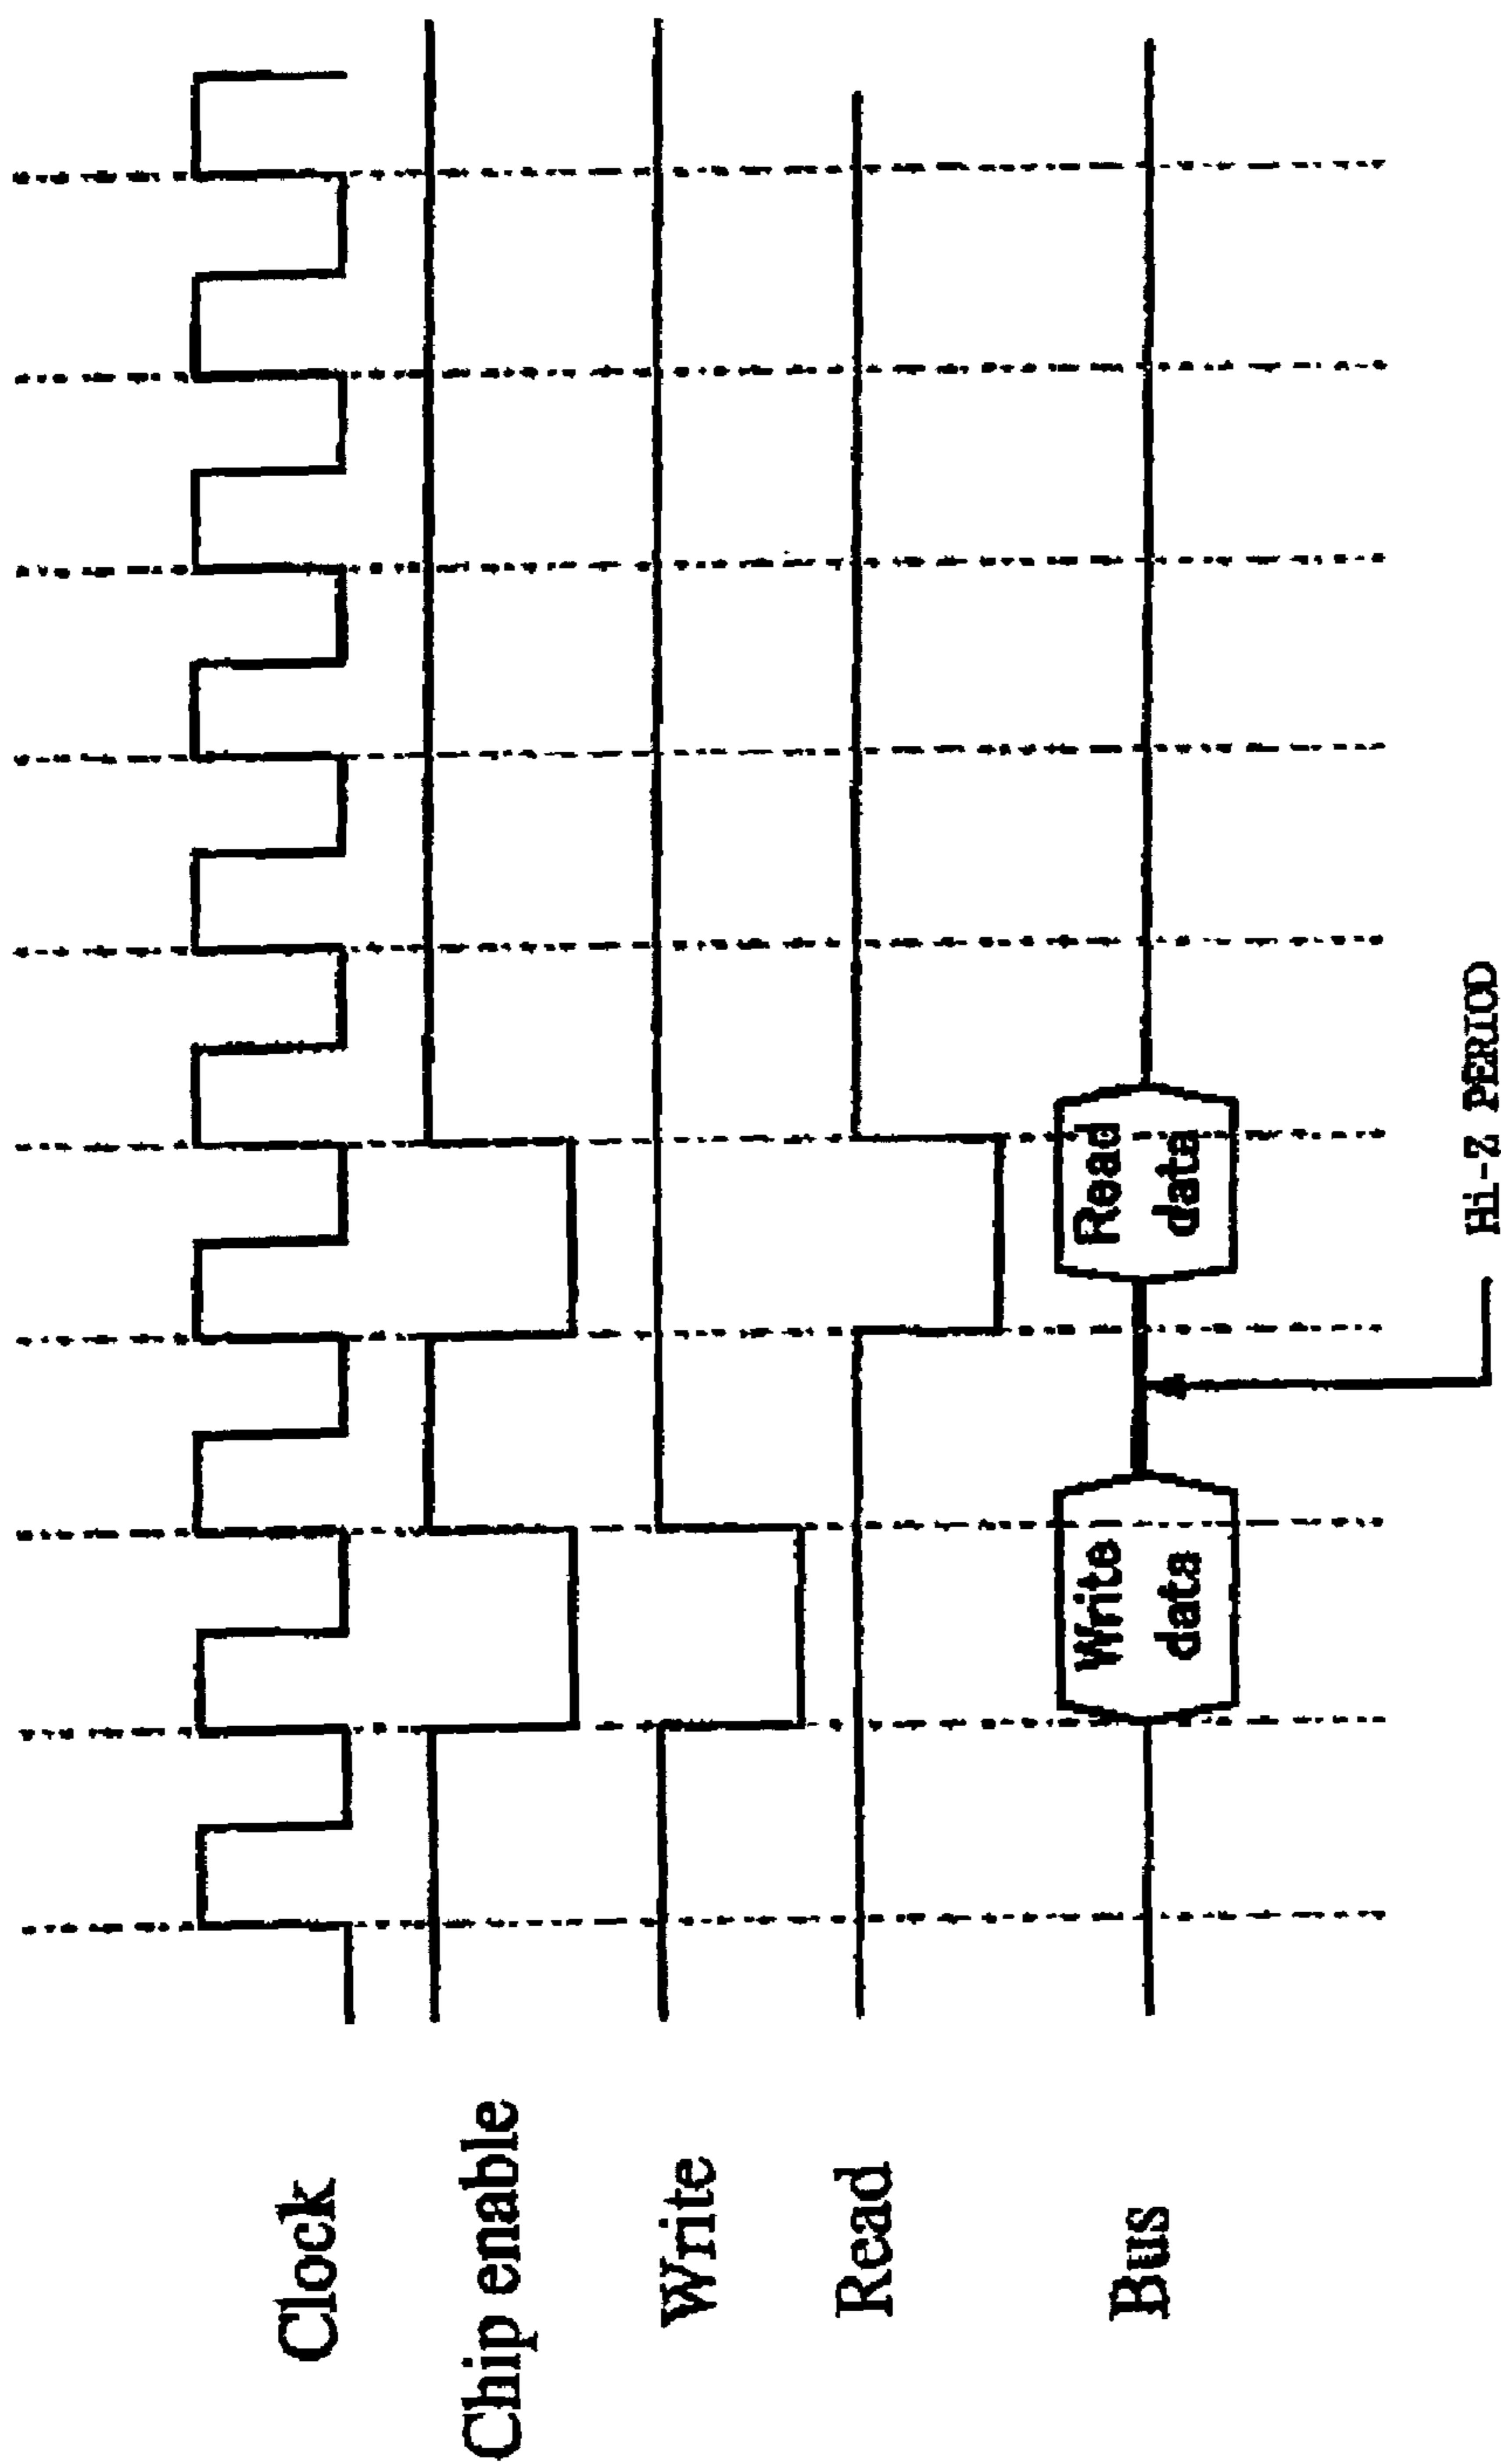 Clock
Chip enable
Write
Read
Bus
Write
data
Read
data
Hi-Z PERIOD